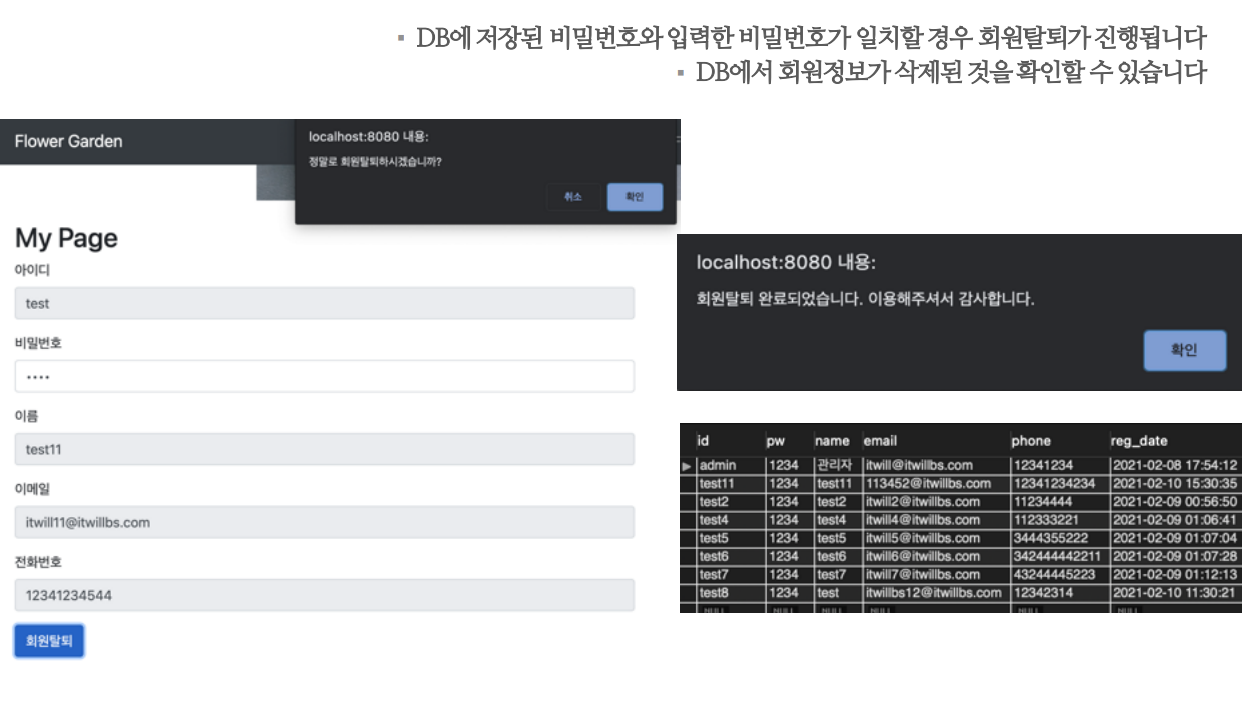 ▪ DB에 저장된 비밀번호와 입력한 비밀번호가 일치할 경우 회원탈퇴가 진행됩니다
▪ DB에서 회원정보가 삭제된 것을 확인할 수 있습니다
Flower Garden
localhost:8080 내용:
정말로 회원탈퇴하시겠습니까?
취소 확인
My Page
아이디
test
비밀번호
••••
이름
test11
이메일
itwill11@itwillbs.com
전화번호
12341234544
회원탈퇴
localhost:8080 내용:
회원탈퇴 완료되었습니다. 이용해주셔서 감사합니다.
확인
id pw name email phone reg_date
admin 1234 관리자 itwill@itwillbs.com 12341234 2021-02-08 17:54:12
test11 1234 test11 113452@itwillbs.com 12341234234 2021-02-10 15:30:35
test2 1234 test2 itwill2@itwillbs.com 11234444 2021-02-09 00:56:50
test4 1234 test4 itwill4@itwillbs.com 112333221 2021-02-09 01:06:41
test5 1234 test5 itwill5@itwillbs.com 3444355222 2021-02-09 01:07:04
test6 1234 test6 itwill6@itwillbs.com 342444442211 2021-02-09 01:07:28
test7 1234 test7 itwill7@itwillbs.com 43244445223 2021-02-09 01:12:13
test8 1234 test itwillbs12@itwillbs.com 12342314 2021-02-10 11:30:21
NULL NULL NULL NULL NULL NULL